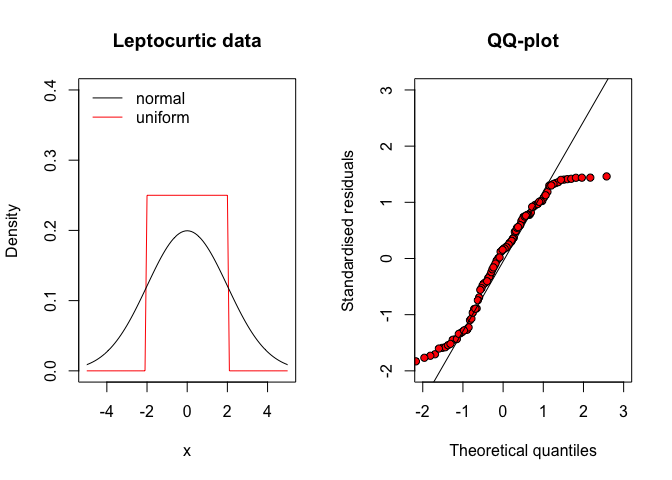 Leptocurtic data
Density
0.0 0.1 0.2 0.3 0.4
normal
uniform
-4 -2 0 2 4
x
QQ-plot
Standardised residuals
-2 -1 0 1 2 3
-2 -1 0 1 2 3
Theoretical quantiles